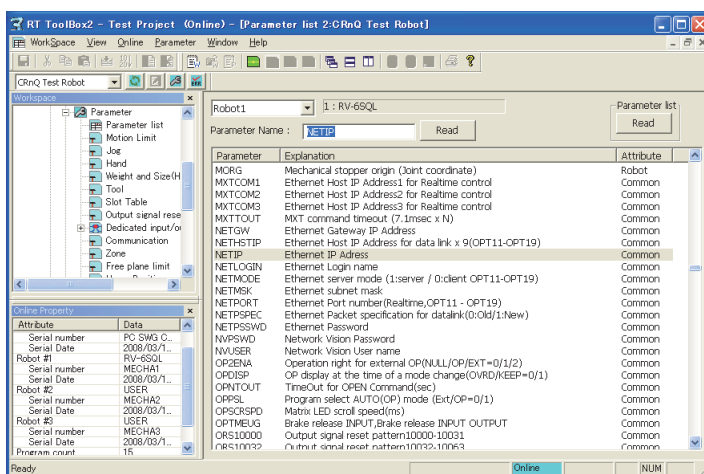 RT ToolBox2 - Test Project (Online) - [Parameter list 2:CRnQ Test Robot]
WorkSpace View Online Parameter Window Help
CRnQ Test Robot
Workspace
Parameter
Parameter list
Motion Limit
Jog
Hand
Weight and Size(H
Tool
Slot Table
Output signal rese
Dedicated input/ou
Communication
Zone
Free plane limit
Online Property
Attribute Data
Serial number PC SWG C...
Serial Date 2008/03/1...
Robot #1 RV-6SQL
Serial number MECHA1
Serial Date 2008/03/1...
Robot #2 USER
Serial number MECHA2
Serial Date 2008/03/1...
Robot #3 USER
Serial number MECHA3
Serial Date 2008/03/1...
Program count 15
Robot1 1 : RV-6SQL
Parameter Name : NETIP Read
Parameter list
Read
Parameter Explanation Attribute
MORG Mechanical stopper origin (Joint coordinate) Robot
MXTCOM1 Ethernet Host IP Address1 for Realtime control Common
MXTCOM2 Ethernet Host IP Address2 for Realtime control Common
MXTCOM3 Ethernet Host IP Address3 for Realtime control Common
MXTTOUT MXT command timeout (7.1msec x N) Common
NETGW Ethernet Gateway IP Address Common
NETHSTIP Ethernet Host IP Address for data link x 9(OPT11-OPT19) Common
NETIP Ethernet IP Adress Common
NETLOGIN Ethernet Login name Common
NETMODE Ethernet server mode (1:server / 0:client OPT11-OPT19) Common
NETMSK Ethernet subnet mask Common
NETPORT Ethernet Port number(Realtime,OPT11 - OPT19) Common
NETPSPEC Ethernet Packet specification for datalink(0:Old/1:New) Common
NETPSSWD Ethernet Password Common
NVPSWD Network Vision Password Common
NVUSER Network Vision User name Common
OP2ENA Operation right for external OP(NULL/OP/EXT=0/1/2) Common
OPDISP OP display at the time of a mode change(OVRD/KEEP=0/1) Common
OPNTOUT TimeOut for OPEN Command(sec) Common
OPPSL Program select AUTO(OP) mode (Ext/OP=0/1) Common
OPSCRSPD Matrix LED scroll speed(ms) Common
OPTMEUG Brake release INPUT,Brake release INPUT OUTPUT Common
ORS10000 Output signal reset pattern10000-10031 Common
ORS10032 Output signal reset pattern10032-10063 Common
Ready Online NUM